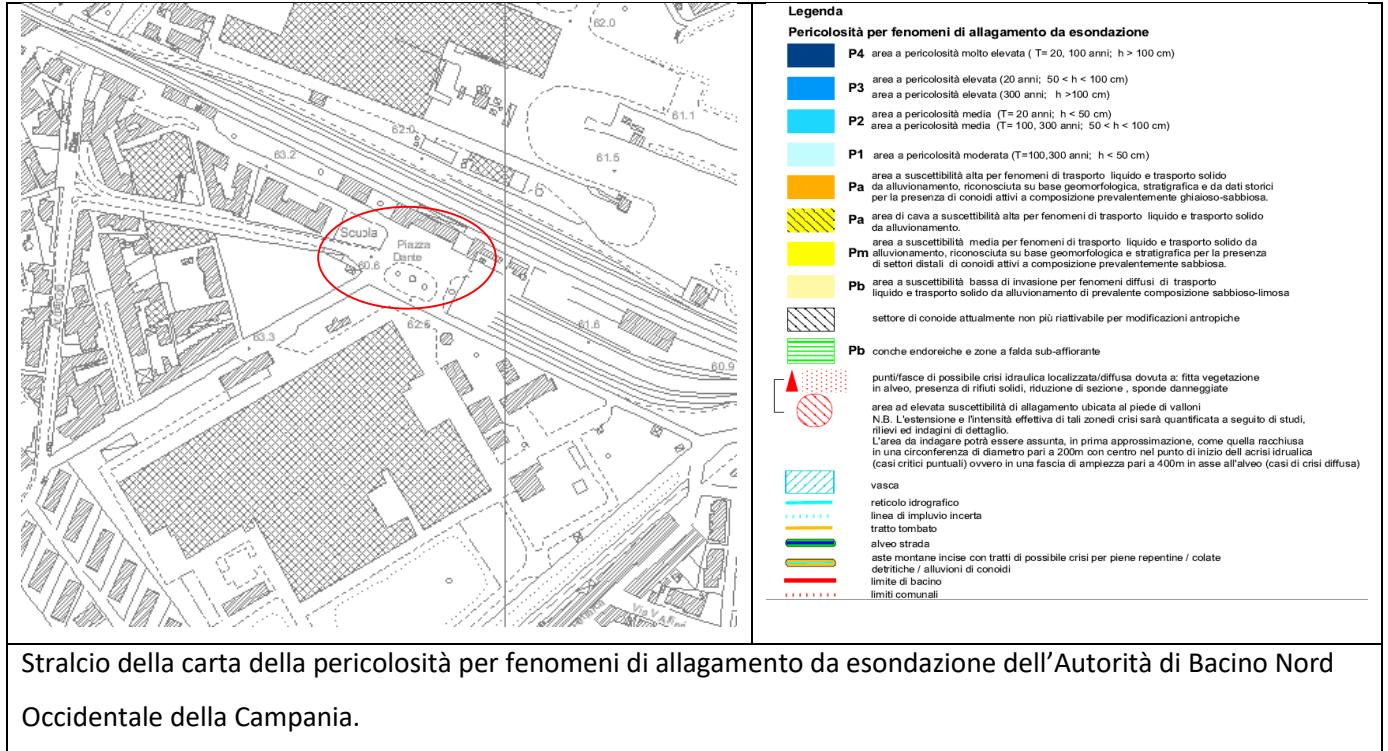 62.0
61.1
62.0
63.2
61.5
Scuola
Piazza
Dante
60.6
62.5
61.6
63.3
60.9
Legenda
Pericolosità per fenomeni di allagamento da esondazione
P4 area a pericolosità molto elevata ( T= 20, 100 anni; h > 100 cm)
area a pericolosità elevata (20 anni; 50 < h < 100 cm)
P3
area a pericolosità elevata (300 anni; h >100 cm)
area a pericolosità media (T= 20 anni; h < 50 cm)
P2
area a pericolosità media (T= 100, 300 anni; 50 < h < 100 cm)
P1 area a pericolosità moderata (T=100,300 anni; h < 50 cm)
area a suscettibilità alta per fenomeni di trasporto liquido e trasporto solido
Pa da alluvionamento, riconosciuta su base geomorfologica, stratigrafica e da dati storici
per la presenza di conoidi attivi a composizione prevalentemente ghiaioso-sabbiosa.
Pa area di cava a suscettibilità alta per fenomeni di trasporto liquido e trasporto solido
da alluvionamento.
area a suscettibilità media per fenomeni di trasporto liquido e trasporto solido da
Pm alluvionamento, riconosciuta su base geomorfologica e stratigrafica per la presenza
di settori distali di conoidi attivi a composizione prevalentemente sabbiosa.
Pb area a suscettibilità bassa di invasione per fenomeni diffusi di trasporto
liquido e trasporto solido da alluvionamento di prevalente composizione sabbioso-limosa
settore di conoide attualmente non più riattivabile per modificazioni antropiche
Pb conche endoreiche e zone a falda sub-affiorante
punti/fasce di possibile crisi idraulica localizzata/diffusa dovuta a: fitta vegetazione
in alveo, presenza di rifiuti solidi, riduzione di sezione , sponde danneggiate
area ad elevata suscettibilità di allagamento ubicata al piede di valloni
N.B. L'estensione e l'intensità effettiva di tali zonedi crisi sarà quantificata a seguito di studi,
rilievi ed indagini di dettaglio.
L'area da indagare potrà essere assunta, in prima approssimazione, come quella racchiusa
in una circonferenza di diametro pari a 200m con centro nel punto di inizio dell acrisi idrualica
(casi critici puntuali) ovvero in una fascia di ampiezza pari a 400m in asse all'alveo (casi di crisi diffusa)
vasca
reticolo idrografico
linea di impluvio incerta
tratto tombato
alveo strada
aste montane incise con tratti di possibile crisi per piene repentine / colate
detritiche / alluvioni di conoidi
limite di bacino
limiti comunali
Stralcio della carta della pericolosità per fenomeni di allagamento da esondazione dell’Autorità di Bacino Nord
Occidentale della Campania.